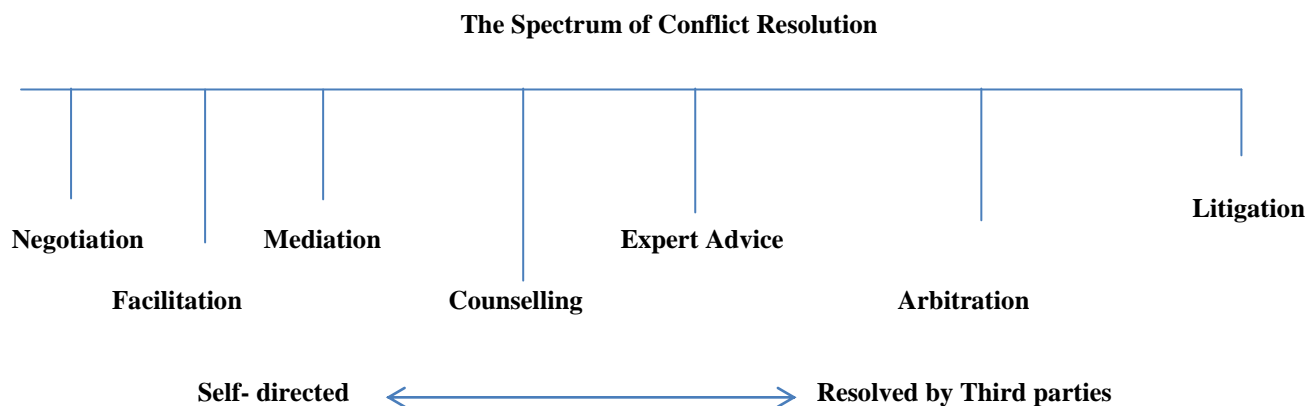 The Spectrum of Conflict Resolution
Litigation
Negotiation Mediation Expert Advice
Facilitation Counselling Arbitration
Self- directed Resolved by Third parties